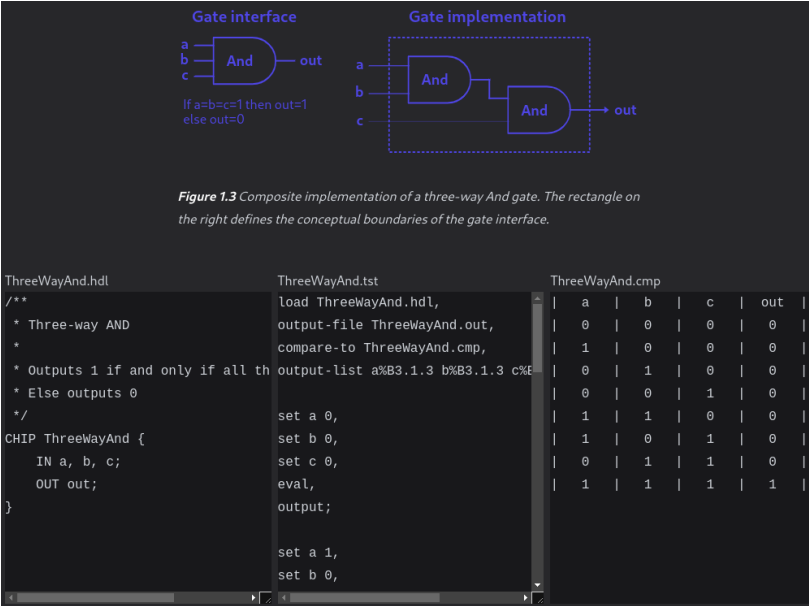 Gate interface
Gate implementation
a
b
c
And
out
If a=b=c=1 then out=1
else out=0
a
b
c
And
And
out
Figure 1.3 Composite implementation of a three-way And gate. The rectangle on
the right defines the conceptual boundaries of the gate interface.
ThreeWayAnd.hdl
/**
 * Three-way AND
 *
 * Outputs 1 if and only if all th
 * Else outputs 0
 */
CHIP ThreeWayAnd {
    IN a, b, c;
    OUT out;
}
ThreeWayAnd.tst
load ThreeWayAnd.hdl,
output-file ThreeWayAnd.out,
compare-to ThreeWayAnd.cmp,
output-list a%B3.1.3 b%B3.1.3 c%B
set a 0,
set b 0,
set c 0,
eval,
output;
set a 1,
set b 0,
ThreeWayAnd.cmp
|   a   |   b   |   c   |  out  |
|   0   |   0   |   0   |   0   |
|   1   |   0   |   0   |   0   |
|   0   |   1   |   0   |   0   |
|   0   |   0   |   1   |   0   |
|   1   |   1   |   0   |   0   |
|   1   |   0   |   1   |   0   |
|   0   |   1   |   1   |   0   |
|   1   |   1   |   1   |   1   |